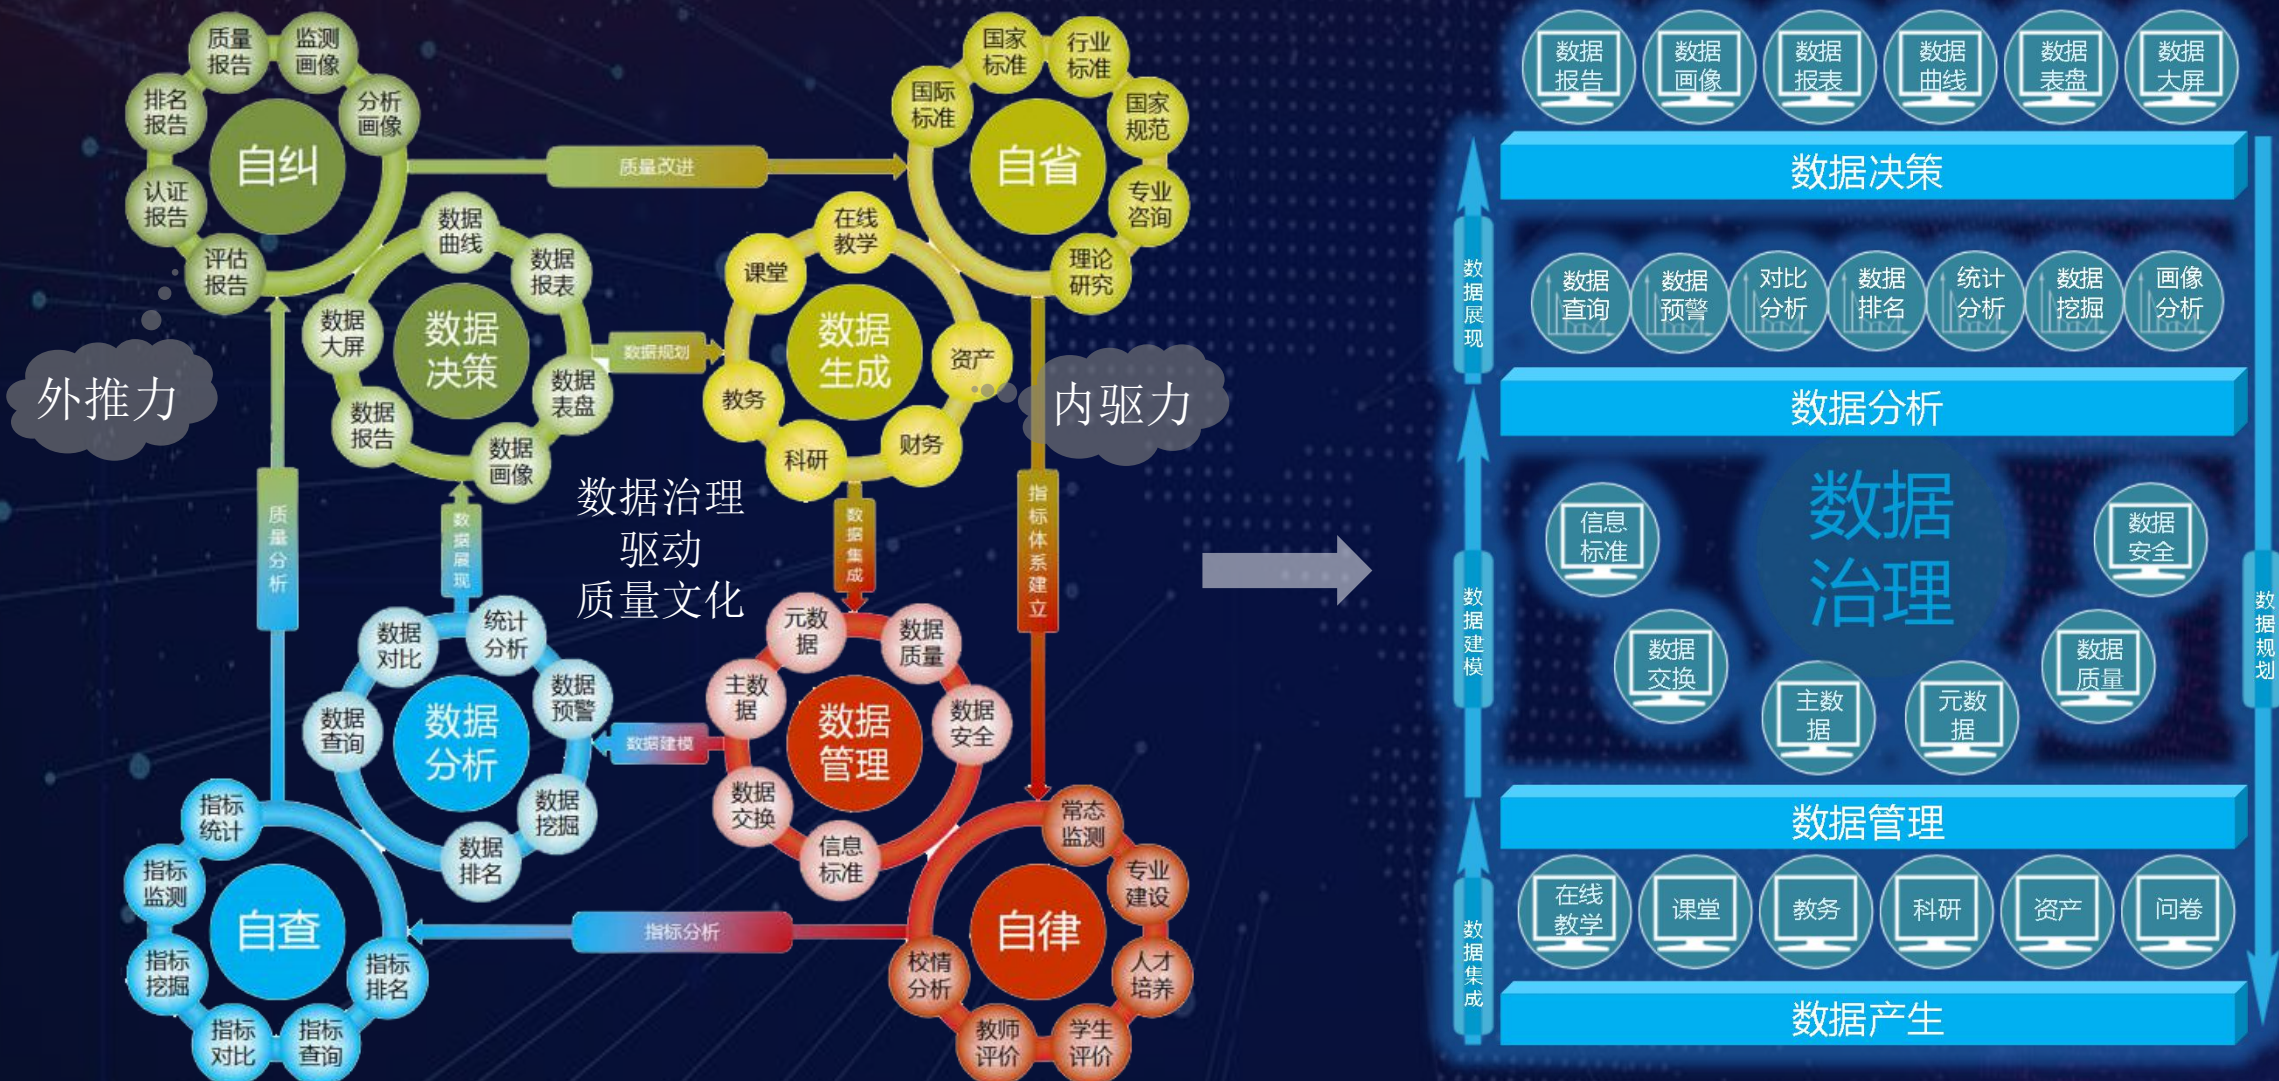 质量
报告
监测
画像
排名
报告
分析
画像
自纠
认证
报告
评估
报告
质量改进
国家
标准
行业
标准
国际
标准
国家
规范
自省
专业
咨询
理论
研究
数据
曲线
数据
报表
数据
大屏
数据
决策
数据
表盘
数据
报告
数据
画像
数据规划
在线
教学
课堂
数据
生成
资产
教务
财务
科研
外推力
内驱力
数据治理
驱动
质量文化
质量分析
数据展现
数据集成
指标体系建立
数据
对比
统计
分析
数据
预警
数据
查询
数据
分析
数据
挖掘
数据
排名
数据建模
元数
据
数据
质量
主数
据
数据
安全
数据
管理
数据
交换
信息
标准
指标
统计
指标
监测
自查
指标
挖掘
指标
排名
指标
对比
指标
查询
指标分析
常态
监测
专业
建设
自律
校情
分析
人才
培养
教师
评价
学生
评价
数据
报告
数据
画像
数据
报表
数据
曲线
数据
表盘
数据
大屏
数据决策
数据展现
数据
查询
数据
预警
对比
分析
数据
排名
统计
分析
数据
挖掘
画像
分析
数据分析
数据
治理
信息
标准
数据
安全
数据
交换
数据
质量
主数
据
元数
据
数据建模
数据规划
数据管理
在线
教学
课堂
教务
科研
资产
问卷
数据集成
数据产生